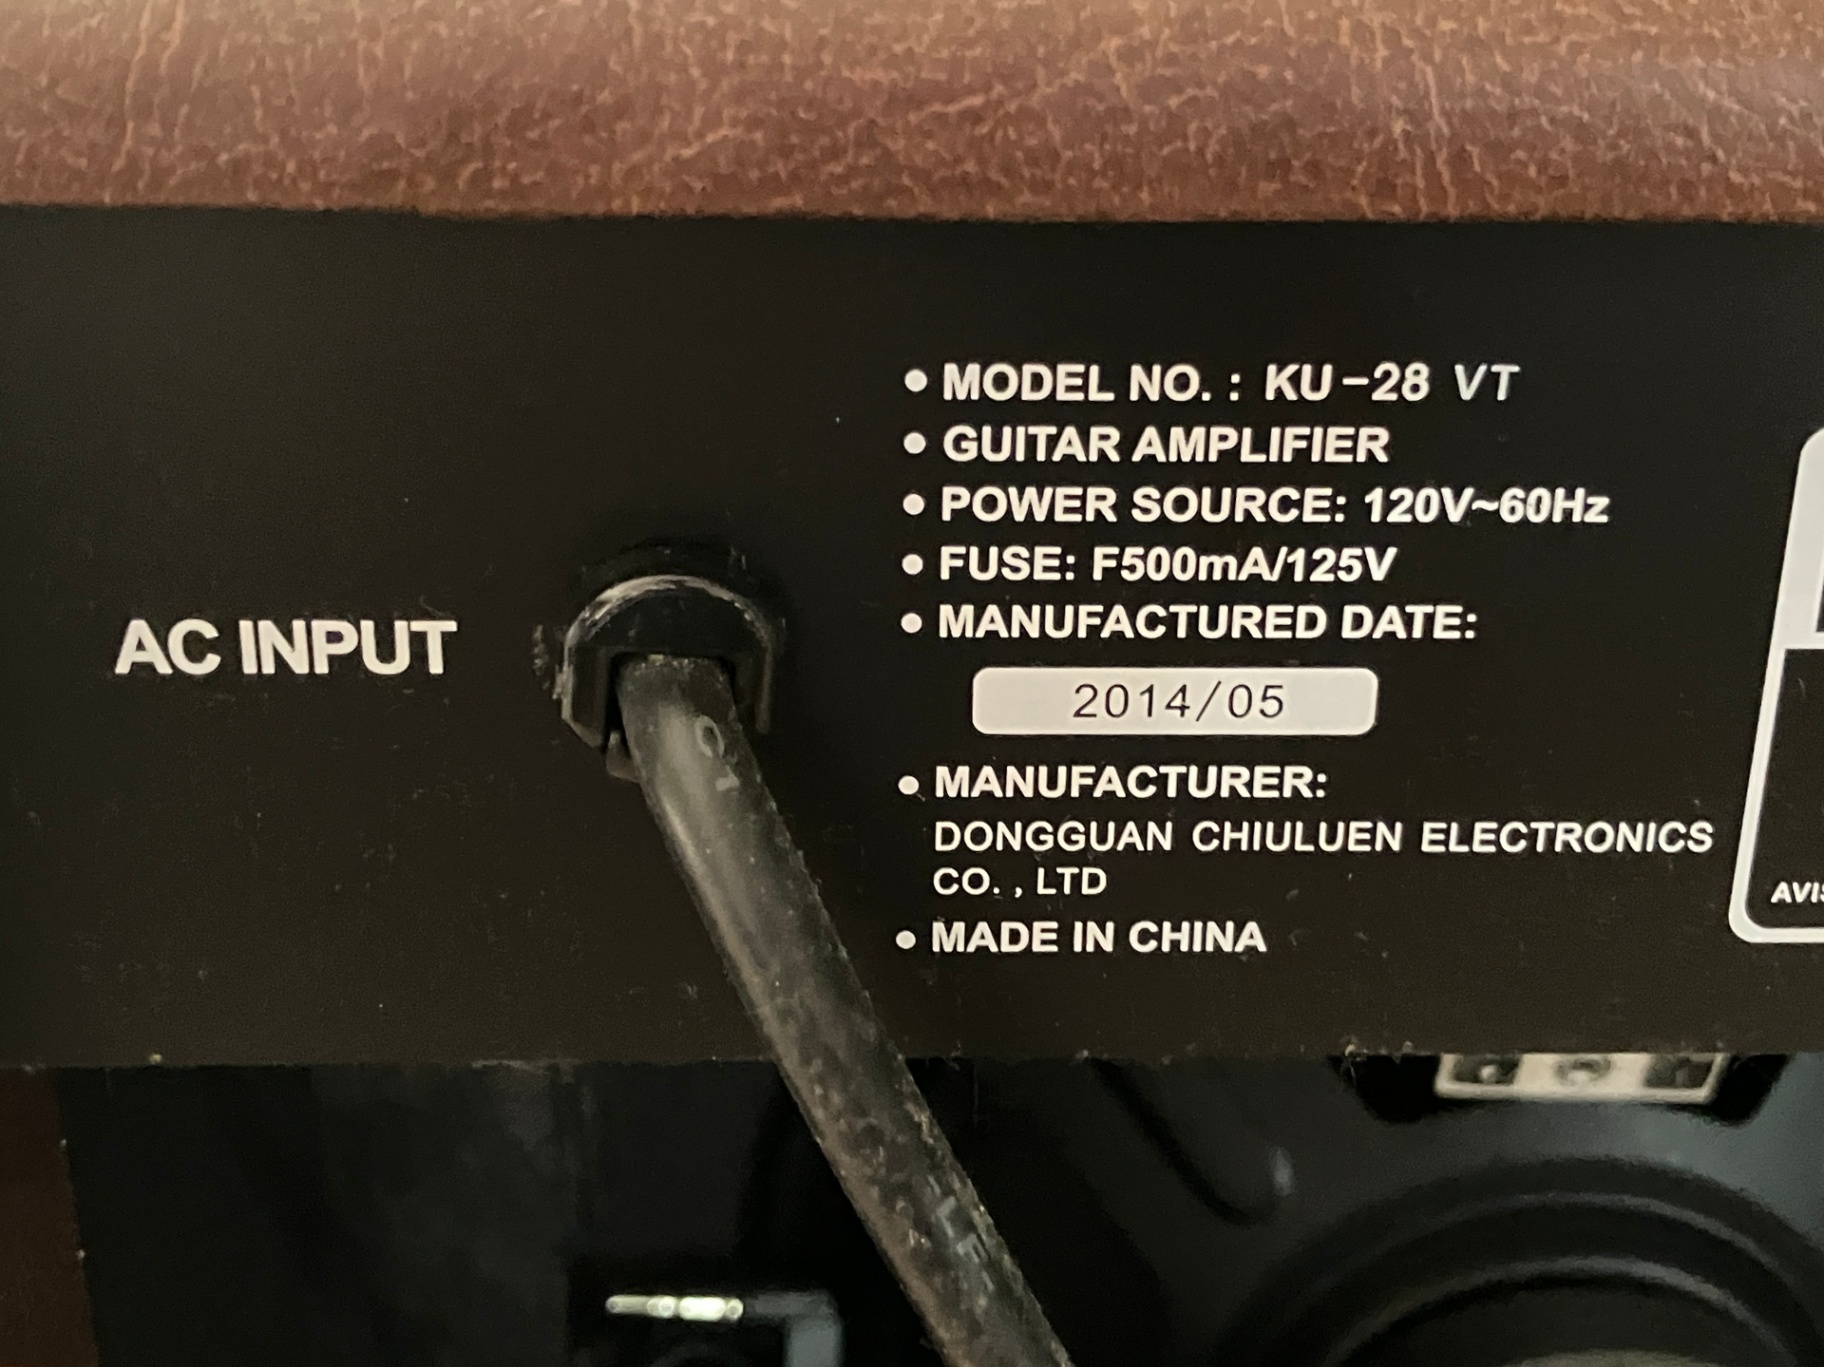 AC INPUT
• MODEL NO. : KU-28 VT
• GUITAR AMPLIFIER
• POWER SOURCE: 120V~60Hz
• FUSE: F500mA/125V
• MANUFACTURED DATE:
2014/05
• MANUFACTURER:
DONGGUAN CHIULUEN ELECTRONICS
CO. , LTD
• MADE IN CHINA